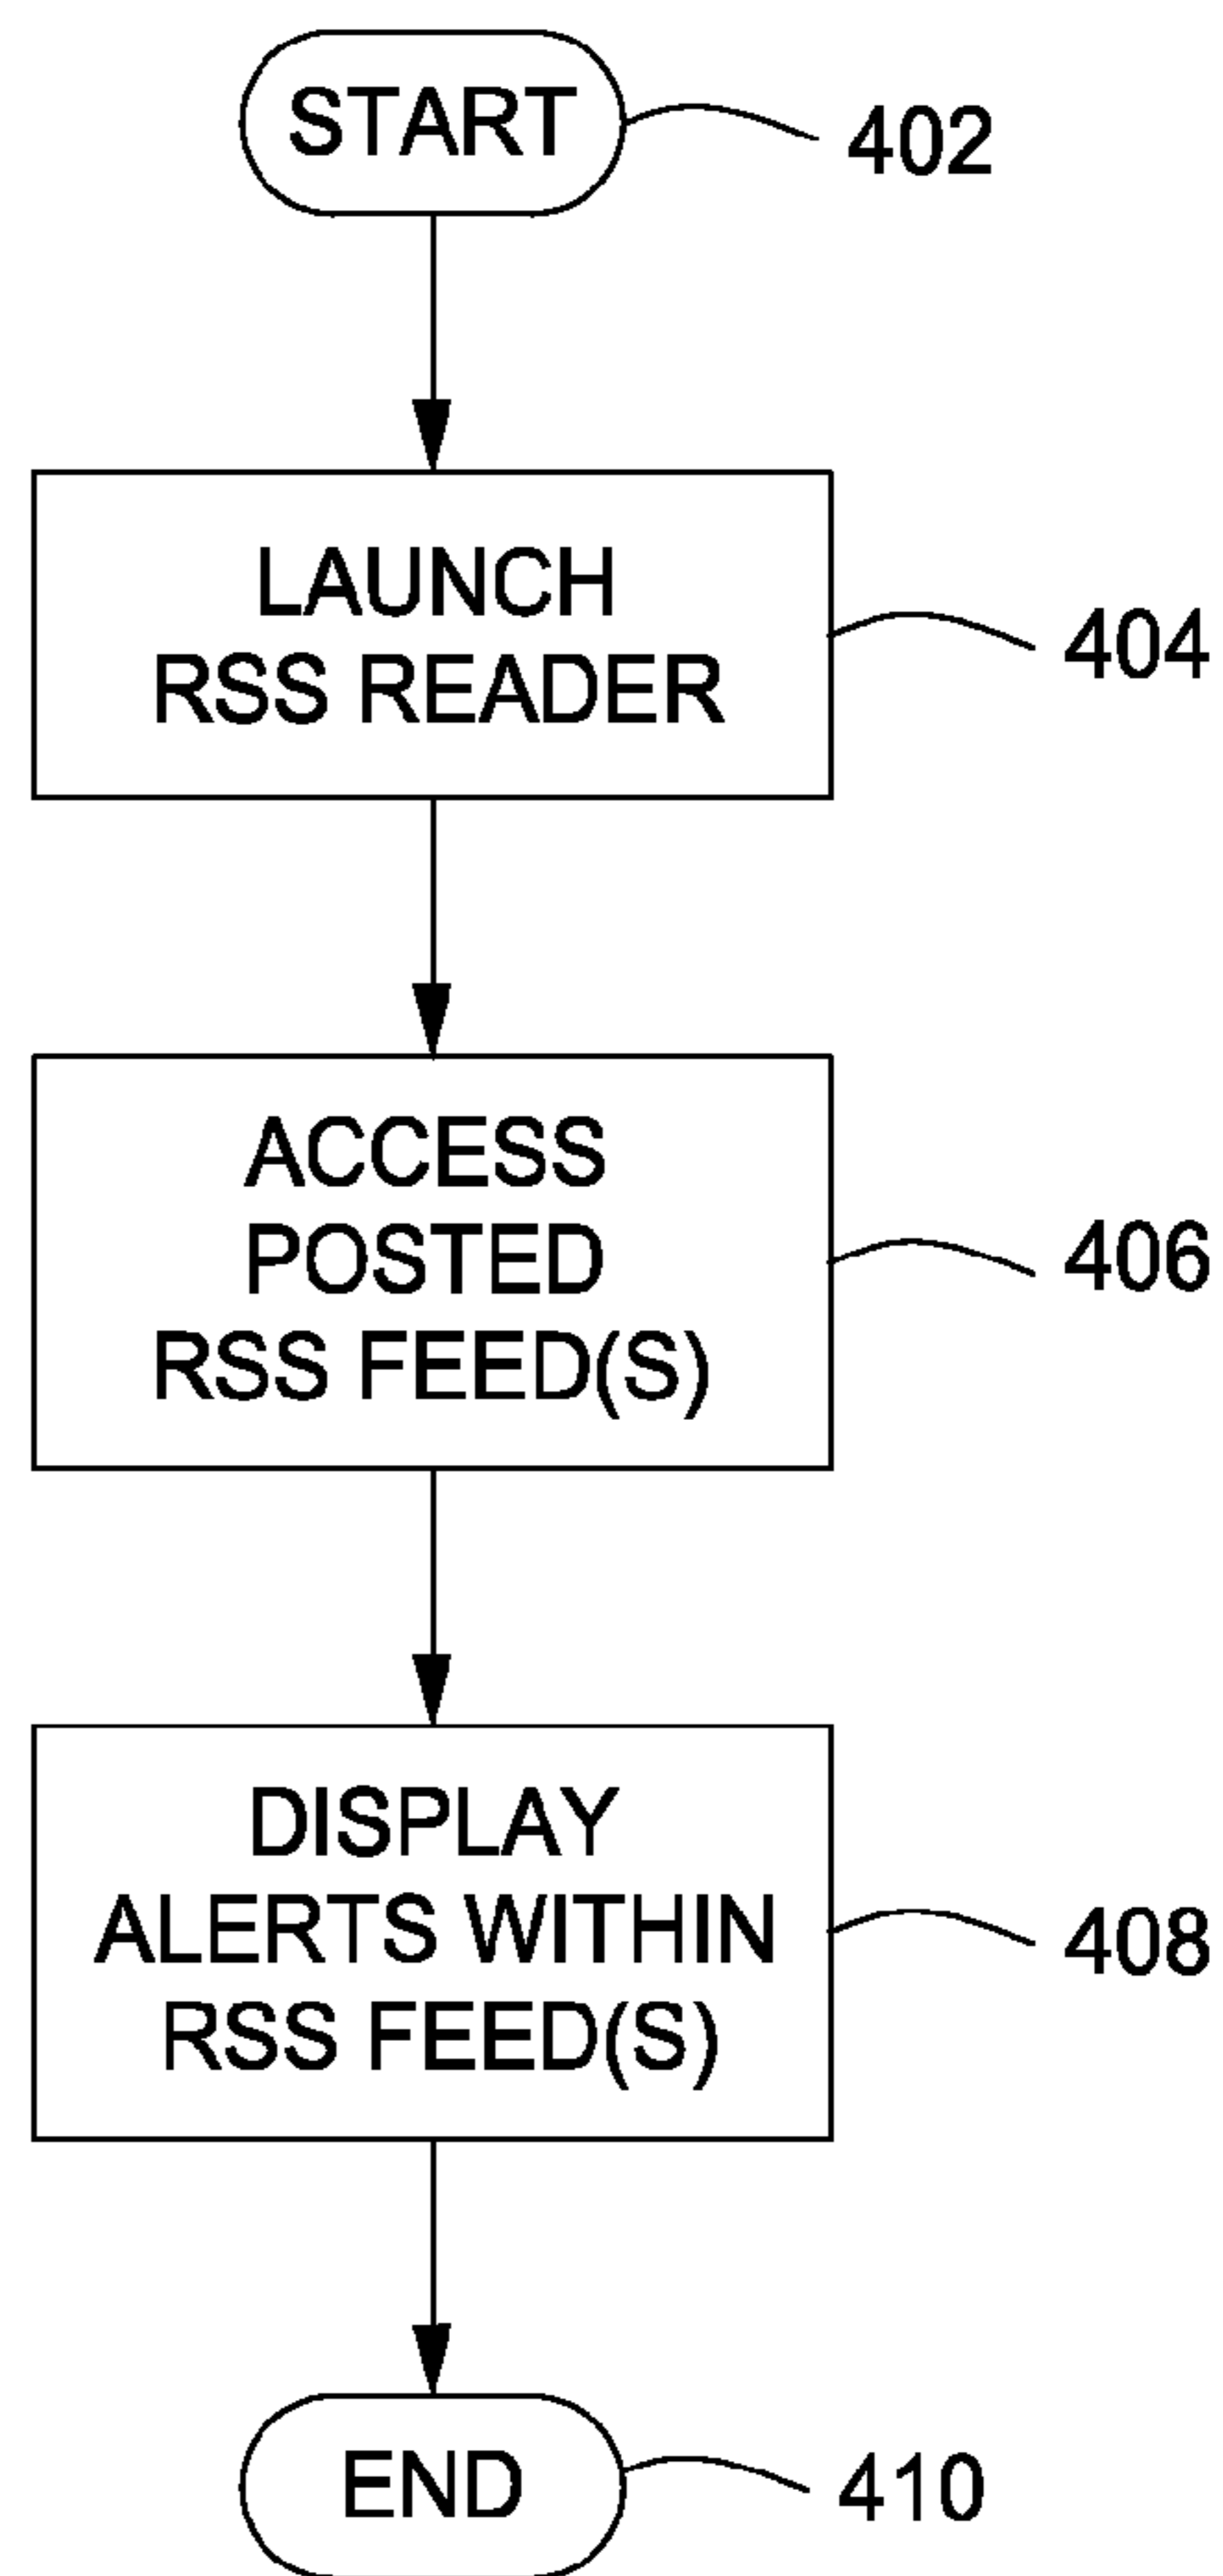 START
402
LAUNCH
RSS READER
404
ACCESS
POSTED
RSS FEED(S)
406
DISPLAY
ALERTS WITHIN
RSS FEED(S)
408
END
410